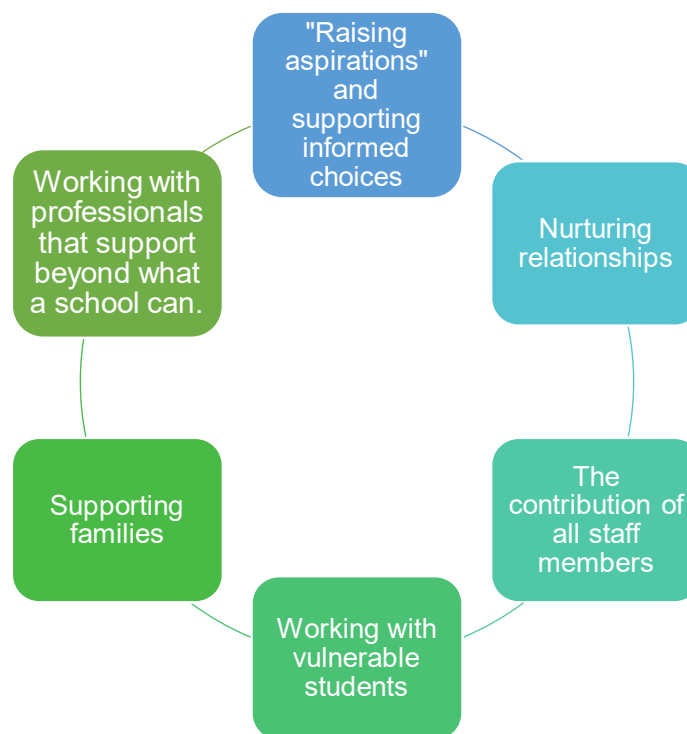 "Raising
aspirations"
and
supporting
informed
choices
Nurturing
relationships
The
contribution of
all staff
members
Working with
vulnerable
students
Supporting
families
Working with
professionals
that support
beyond what
a school can.